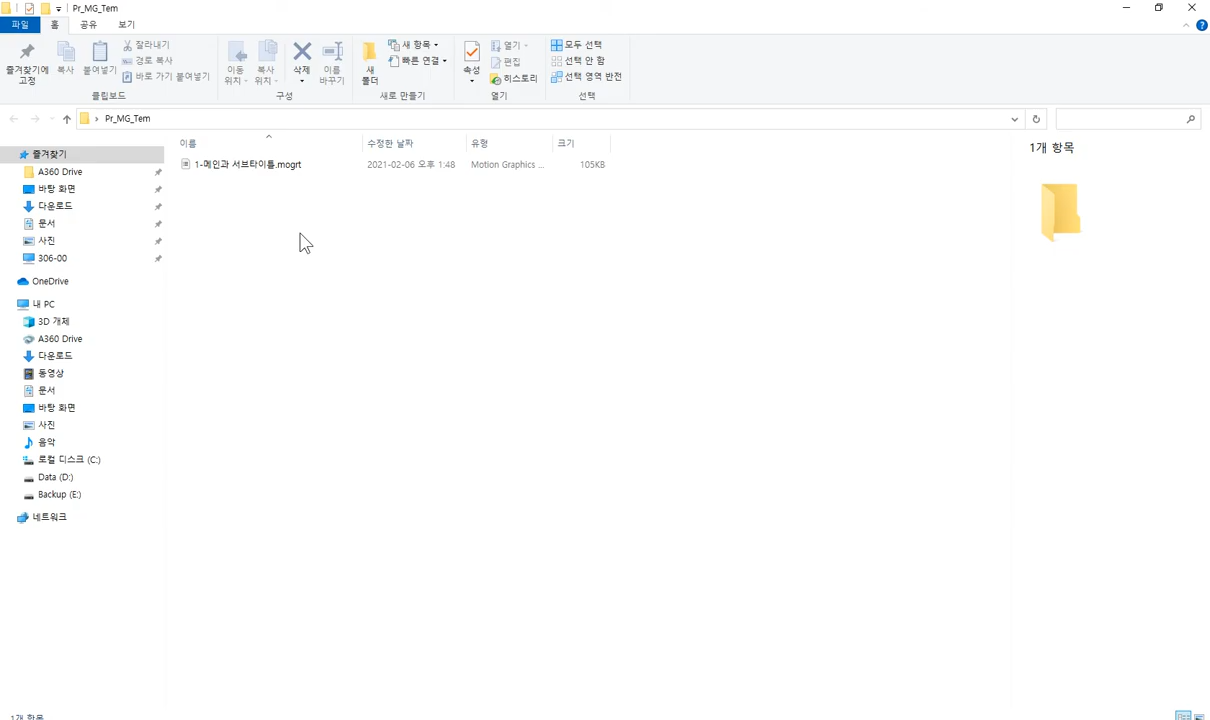 Pr_MG_Tem
파일
홈
공유
보기
즐겨찾기에
고정
복사
붙여넣기
잘라내기
경로 복사
바로 가기 붙여넣기
클립보드
이동
위치
복사
위치
삭제
이름
바꾸기
구성
새
폴더
새 항목
빠른 연결
새로 만들기
속성
열기
편집
히스토리
열기
모두 선택
선택 안 함
선택 영역 반전
선택
Pr_MG_Tem
이름
수정한 날짜
유형
크기
1-메인과 서브타이틀.mogrt
2021-02-06 오후 1:48
Motion Graphics ...
105KB
1개 항목
즐겨찾기
A360 Drive
바탕 화면
다운로드
문서
사진
306-00
OneDrive
내 PC
3D 개체
A360 Drive
다운로드
동영상
문서
바탕 화면
사진
음악
로컬 디스크 (C:)
Data (D:)
Backup (E:)
네트워크
1개 항목